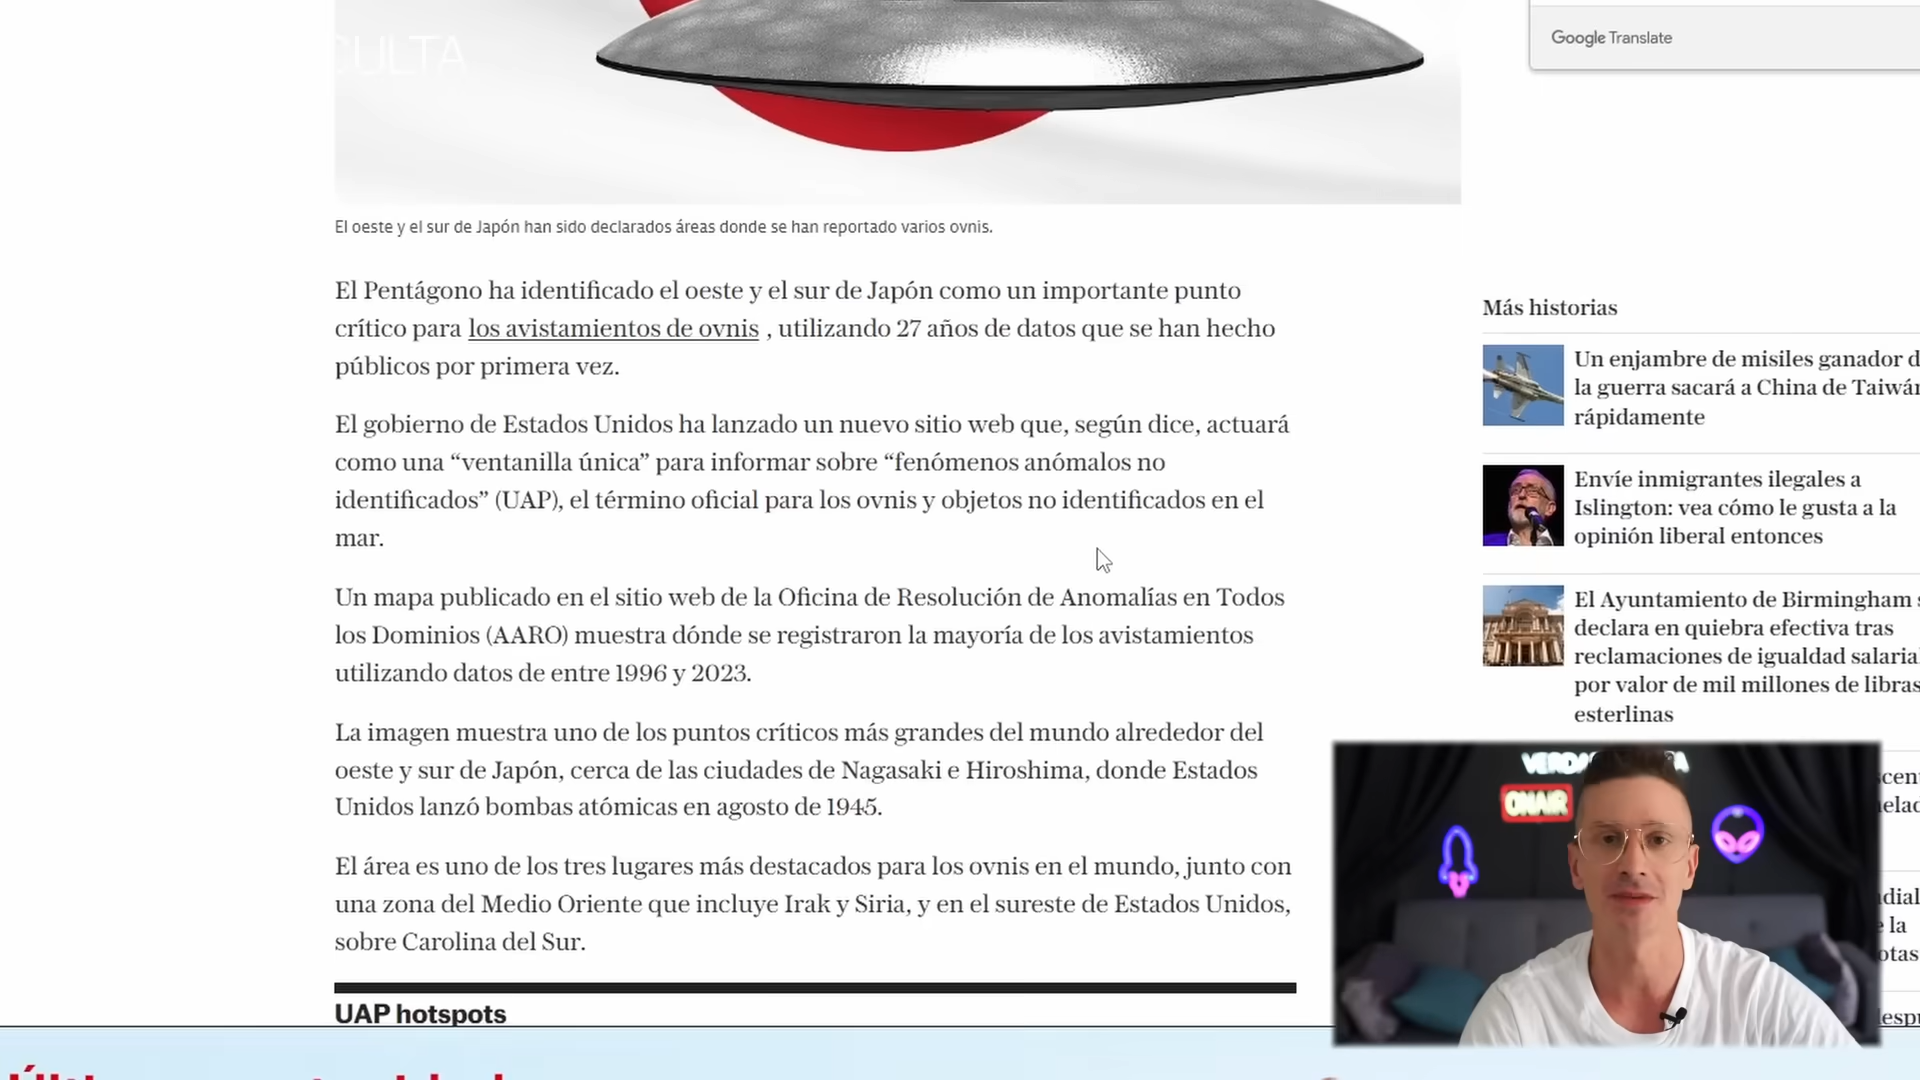 CULTA
Google Translate
El oeste y el sur de Japón han sido declarados áreas donde se han reportado varios ovnis.
El Pentágono ha identificado el oeste y el sur de Japón como un importante punto
crítico para los avistamientos de ovnis , utilizando 27 años de datos que se han hecho
públicos por primera vez.
El gobierno de Estados Unidos ha lanzado un nuevo sitio web que, según dice, actuará
como una “ventanilla única” para informar sobre “fenómenos anómalos no
identificados” (UAP), el término oficial para los ovnis y objetos no identificados en el
mar.
Un mapa publicado en el sitio web de la Oficina de Resolución de Anomalías en Todos
los Dominios (AARO) muestra dónde se registraron la mayoría de los avistamientos
utilizando datos de entre 1996 y 2023.
La imagen muestra uno de los puntos críticos más grandes del mundo alrededor del
oeste y sur de Japón, cerca de las ciudades de Nagasaki e Hiroshima, donde Estados
Unidos lanzó bombas atómicas en agosto de 1945.
El área es uno de los tres lugares más destacados para los ovnis en el mundo, junto con
una zona del Medio Oriente que incluye Irak y Siria, y en el sureste de Estados Unidos,
sobre Carolina del Sur.
UAP hotspots
Más historias
Un enjambre de misiles ganador d
la guerra sacará a China de Taiwán
rápidamente
Envíe inmigrantes ilegales a
Islington: vea cómo le gusta a la
opinión liberal entonces
El Ayuntamiento de Birmingham s
declara en quiebra efectiva tras
reclamaciones de igualdad salarial
por valor de mil millones de libras
esterlinas
ON AIR